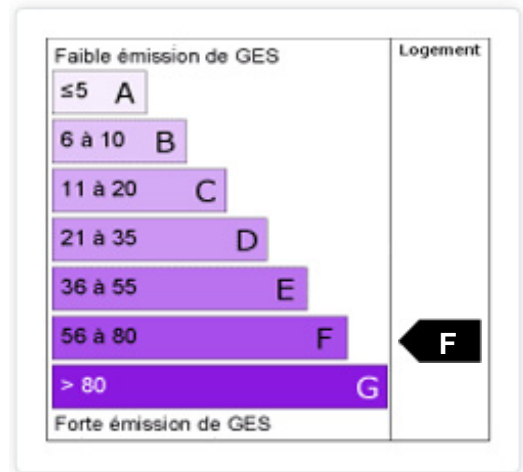 Faible émission de GES
Logement
≤5 A
6 à 10 B
11 à 20 C
21 à 35 D
36 à 55 E
56 à 80 F
F
> 80 G
Forte émission de GES